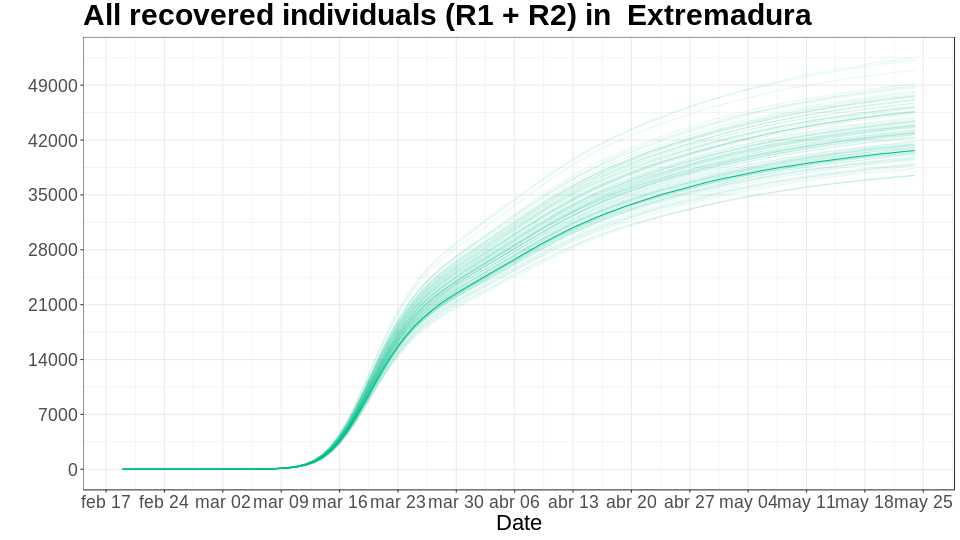 All recovered individuals (R1 + R2) in  Extremadura
49000
42000
35000
28000
21000
14000
7000
0
feb 17 feb 24 mar 02 mar 09 mar 16 mar 23 mar 30 abr 06 abr 13 abr 20 abr 27 may 04 may 11 may 18 may 25
Date